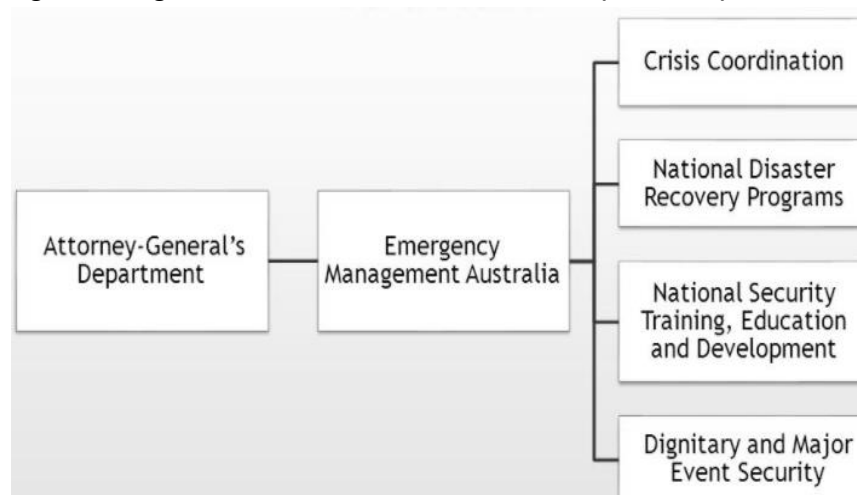 Attorney-General's
Department
Emergency
Management Australia
Crisis Coordination
National Disaster
Recovery Programs
National Security
Training, Education
and Development
Dignitary and Major
Event Security